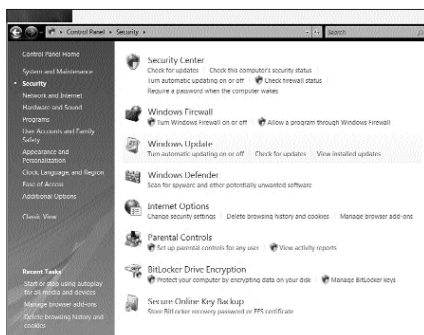 Control Panel ▸ Security ▸
Search
Control Panel Home
System and Maintenance
Security
Network and Internet
Hardware and Sound
Programs
User Accounts and Family
Safety
Appearance and
Personalization
Clock, Language, and Region
Ease of Access
Additional Options
Classic View
Recent Tasks
Start or stop using autoplay
for all media and devices
Manage browser add-ons
Delete browsing history and
cookies
Security Center
Check for updates | Check this computer's security status |
Turn automatic updating on or off | Check firewall status
Require a password when the computer wakes
Windows Firewall
Turn Windows Firewall on or off | Allow a program through Windows Firewall
Windows Update
Turn automatic updating on or off | Check for updates | View installed updates
Windows Defender
Scan for spyware and other potentially unwanted software
Internet Options
Change security settings | Delete browsing history and cookies | Manage browser add-ons
Parental Controls
Set up parental controls for any user | View activity reports
BitLocker Drive Encryption
Protect your computer by encrypting data on your disk | Manage BitLocker keys
Secure Online Key Backup
Store BitLocker recovery password or EFS certificate